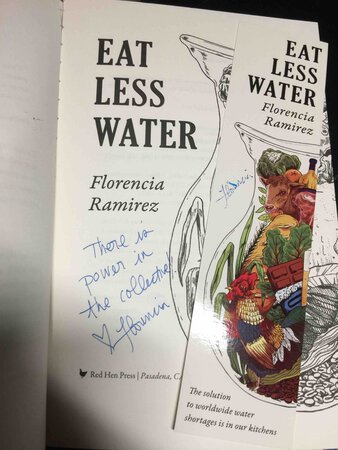 EAT
LESS
WATER
Florencia
Ramirez
There is
power in
the collective!
Florencia
Red Hen Press | Pasadena, C
EAT
LESS
WATER
Florencia
Ramirez
The solution
to worldwide water
shortages is in our kitchens